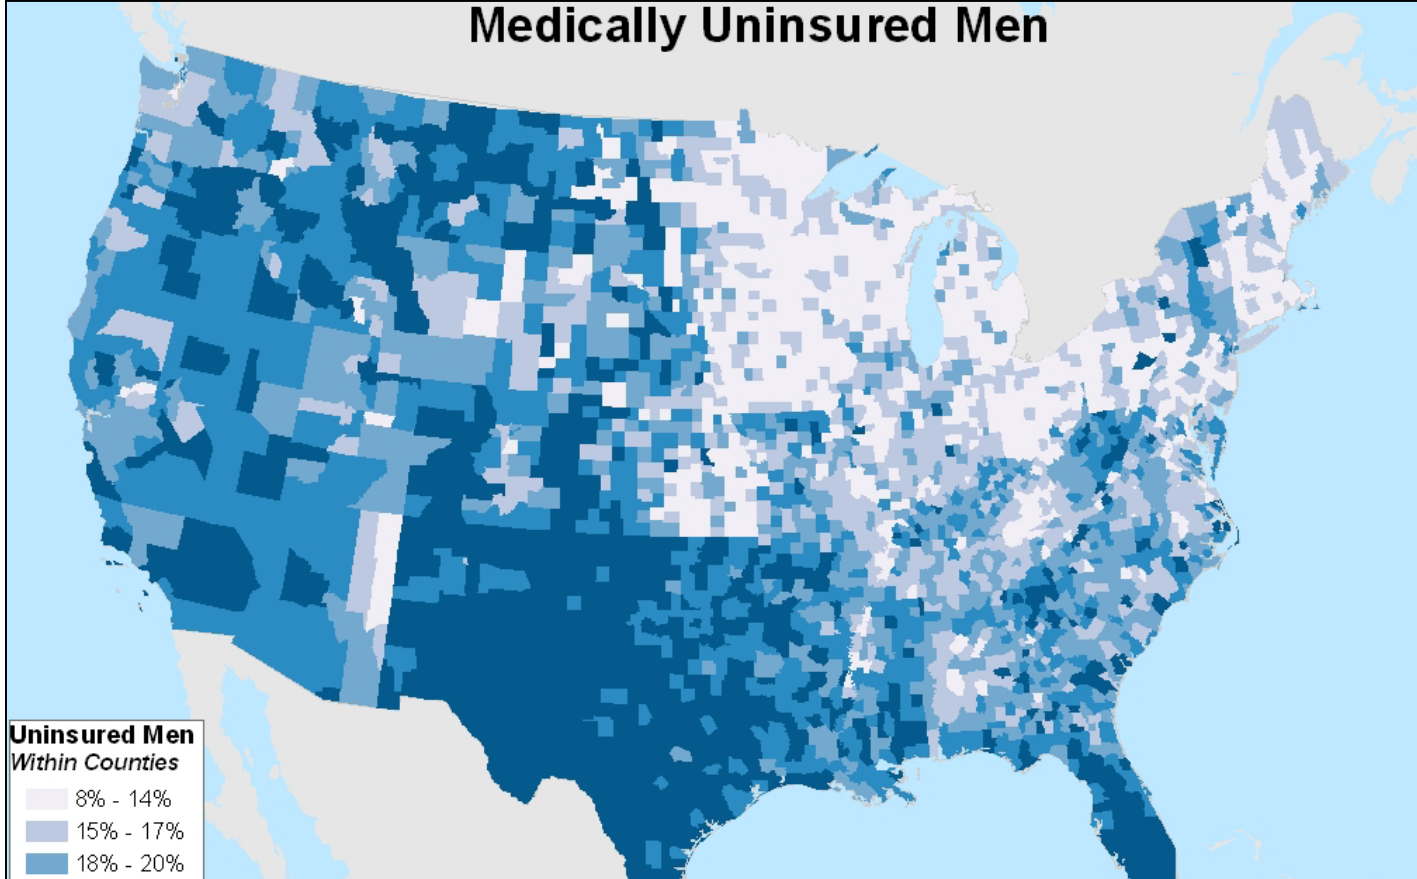 Medically Uninsured Men
Uninsured Men
Within Counties
8% - 14%
15% - 17%
18% - 20%